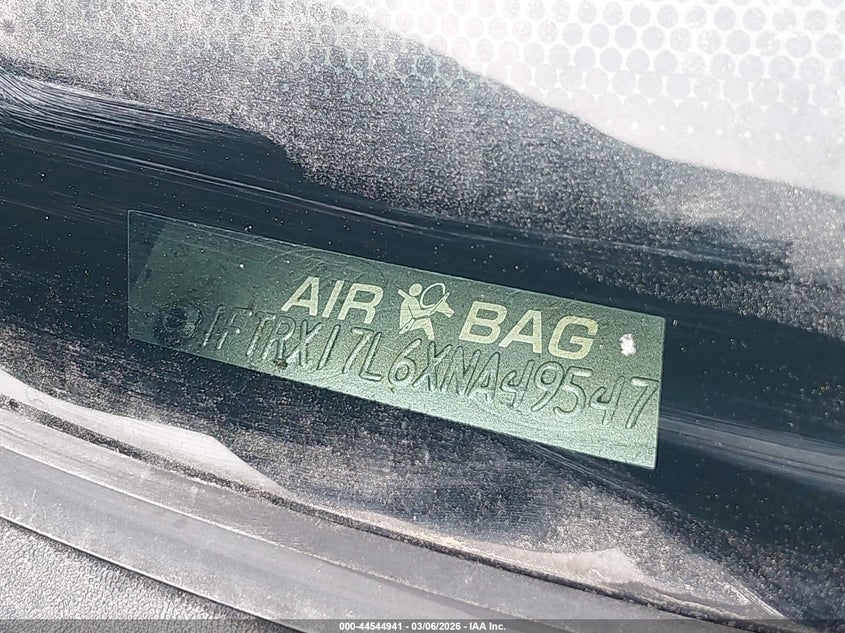 AIR BAG
1FTRX17L6XNA49547
000-44544941 - 03/06/2026 - IAA Inc.